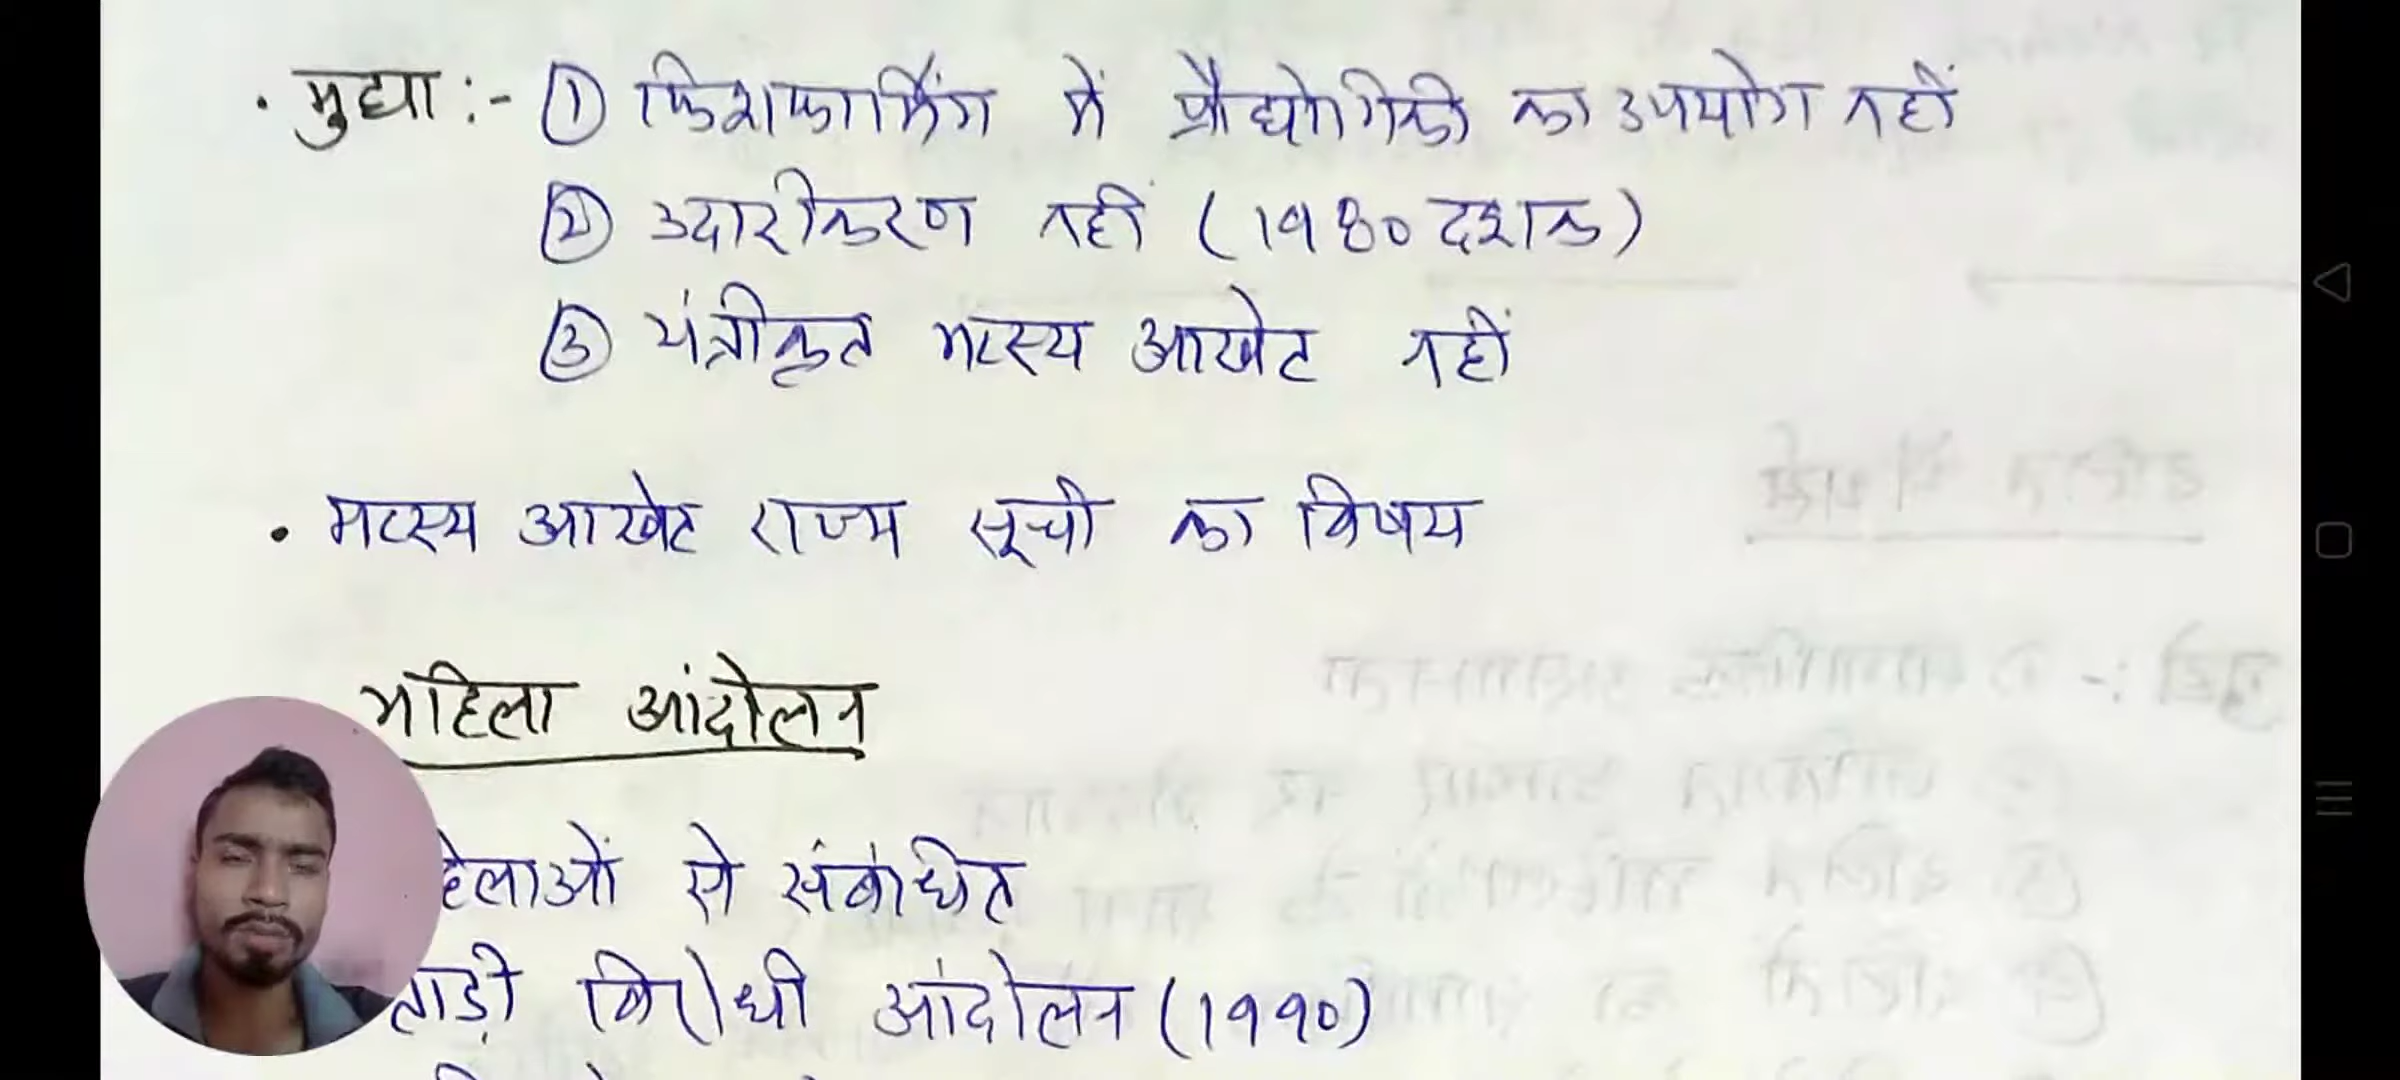 • मुद्दा :- ① फिशफार्मिंग में प्रौद्योगिकी का उपयोग नहीं
② उदारीकरण नहीं (1980 दशक)
③ यंत्रीकृत मत्स्य आखेट नहीं
• मत्स्य आखेट राज्य सूची का विषय
महिला आंदोलन
हिलाओं से संबंधित
ताड़ी विरोधी आंदोलन (1990)